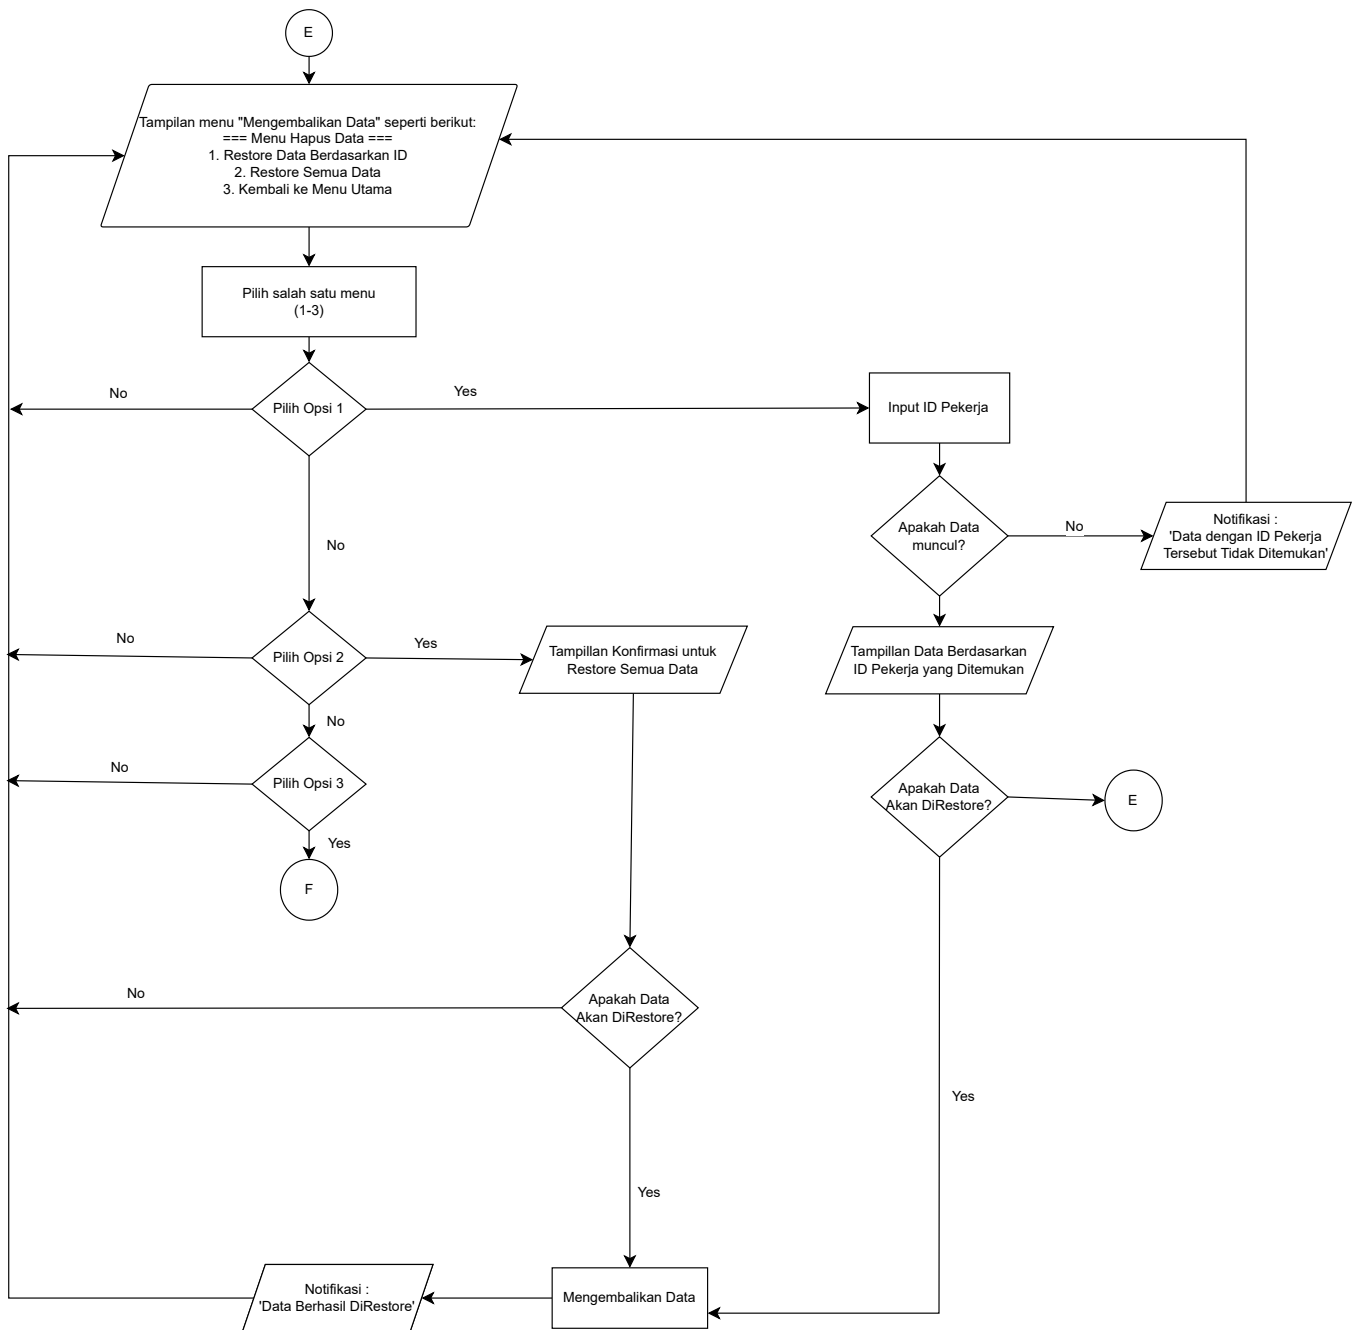 E
Tampilan menu "Mengembalikan Data" seperti berikut:
=== Menu Hapus Data ===
1. Restore Data Berdasarkan ID
2. Restore Semua Data
3. Kembali ke Menu Utama
Pilih salah satu menu
(1-3)
No
Pilih Opsi 1
Yes
Input ID Pekerja
No
Apakah Data
muncul?
No
Notifikasi :
'Data dengan ID Pekerja
Tersebut Tidak Ditemukan'
No
Pilih Opsi 2
Yes
Tampillan Konfirmasi untuk
Restore Semua Data
Tampillan Data Berdasarkan
ID Pekerja yang Ditemukan
No
No
Pilih Opsi 3
Yes
F
Apakah Data
Akan DiRestore?
E
No
Apakah Data
Akan DiRestore?
Yes
Yes
Mengembalikan Data
Notifikasi :
'Data Berhasil DiRestore'